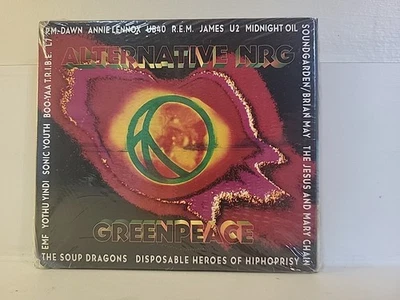 P.M-DAWN ANNIE LENNOX UB40 R.E.M. JAMES U2 MIDNIGHT OIL
SOUNDGARDEN/BRIAN MAY THE JESUS AND MARY CHAIN
ALTERNATIVE NRG
GREENPEACE
EMF YOTHU YINDI SONIC YOUTH BOO-YAA T.R.I.B.E. L7
THE SOUP DRAGONS DISPOSABLE HEROES OF HIPHOPRISY